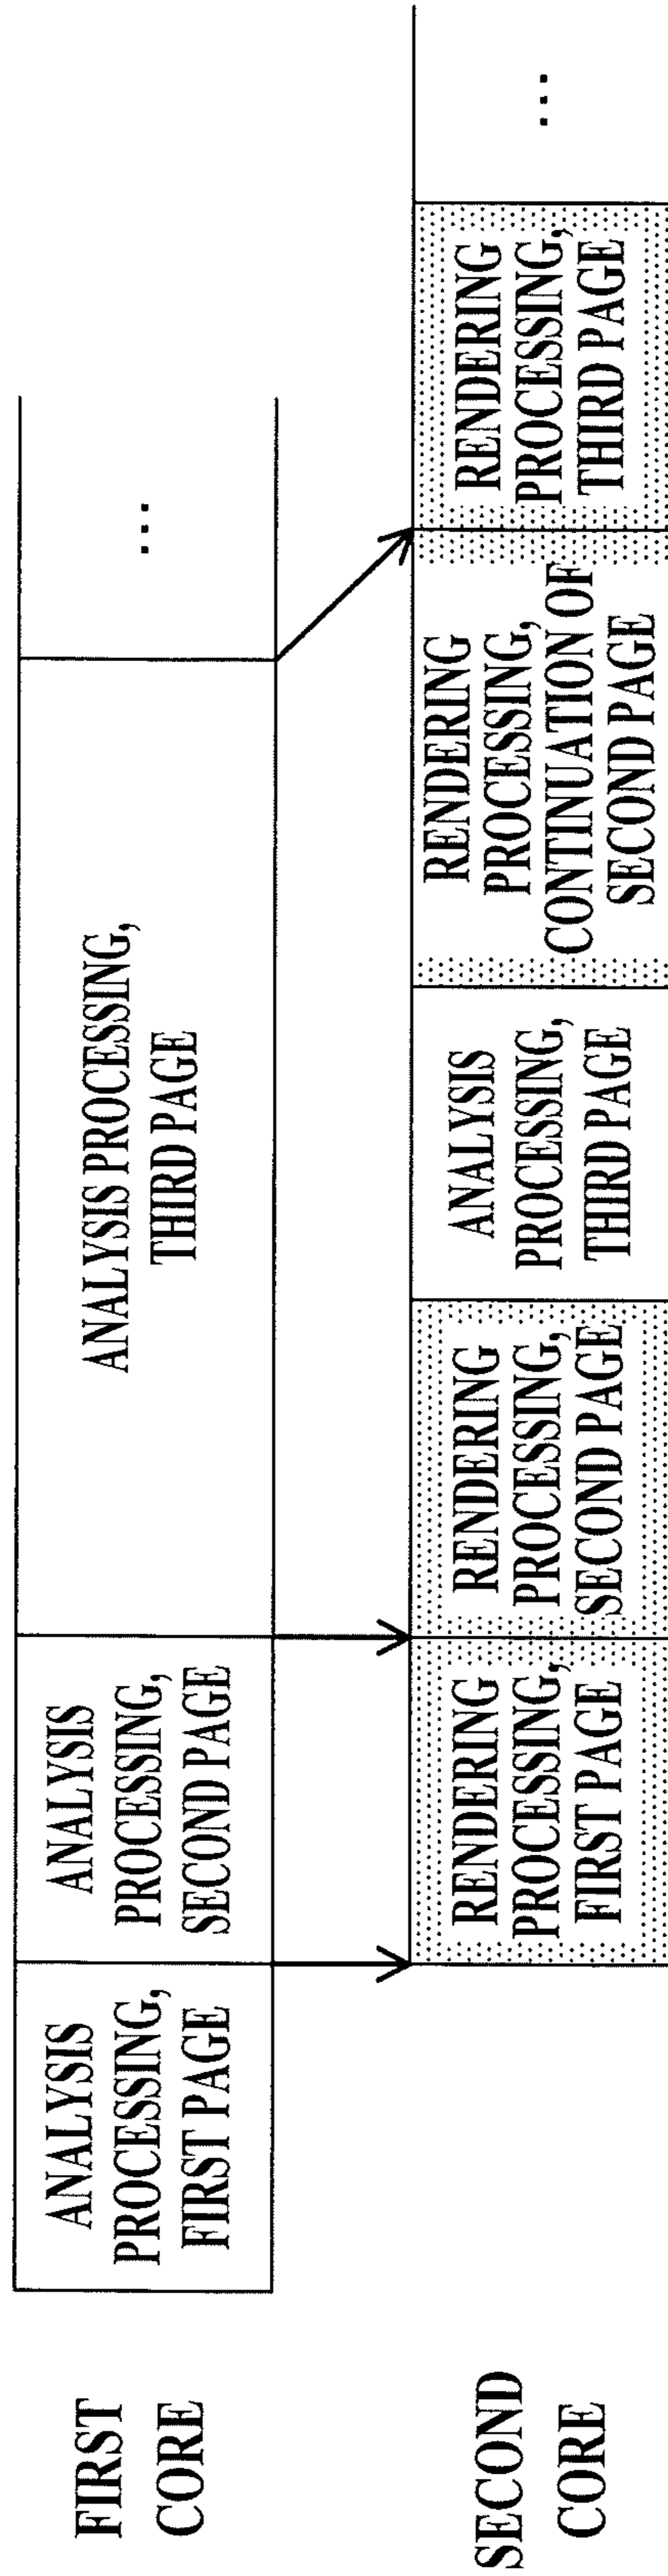 FIRST
CORE
ANALYSIS
PROCESSING,
FIRST PAGE
ANALYSIS
PROCESSING,
SECOND PAGE
ANALYSIS PROCESSING,
THIRD PAGE
...
SECOND
CORE
RENDERING
PROCESSING,
FIRST PAGE
RENDERING
PROCESSING,
SECOND PAGE
ANALYSIS
PROCESSING,
THIRD PAGE
RENDERING
PROCESSING,
CONTINUATION OF
SECOND PAGE
RENDERING
PROCESSING,
THIRD PAGE
...